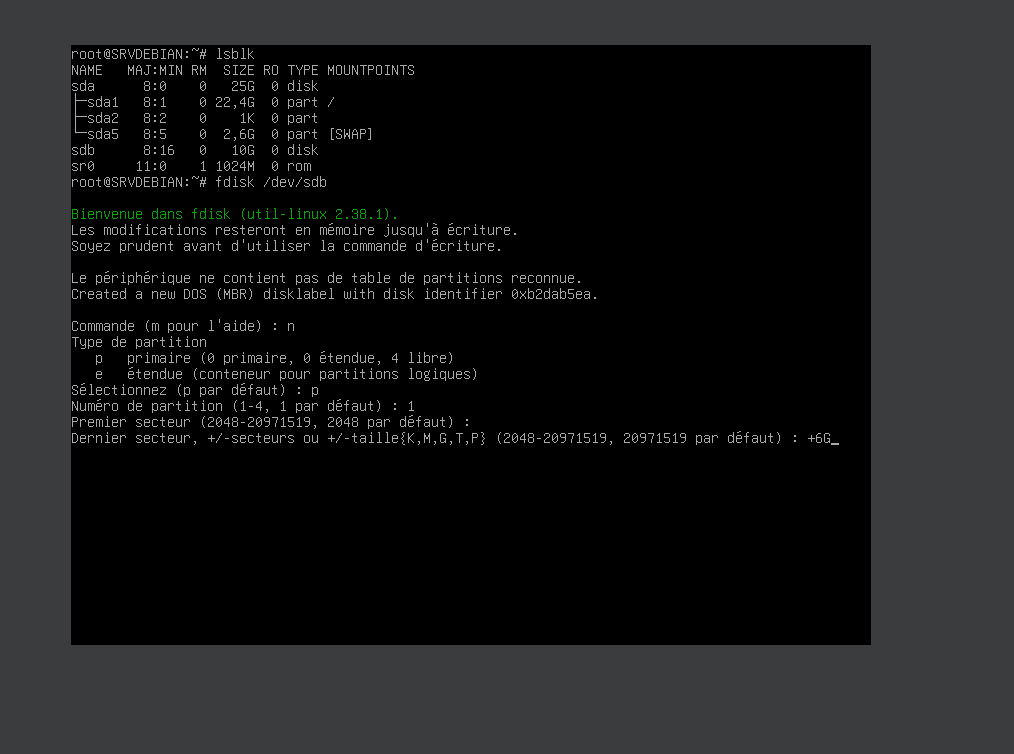 root@SRVDEBIAN:~# lsblk
NAME   MAJ:MIN RM  SIZE RO TYPE MOUNTPOINTS
sda      8:0    0   25G  0 disk
├─sda1   8:1    0 22,4G  0 part /
├─sda2   8:2    0    1K  0 part
└─sda5   8:5    0  2,6G  0 part [SWAP]
sdb      8:16   0   10G  0 disk
sr0     11:0    1 1024M  0 rom
root@SRVDEBIAN:~# fdisk /dev/sdb

Bienvenue dans fdisk (util-linux 2.38.1).
Les modifications resteront en mémoire jusqu'à écriture.
Soyez prudent avant d'utiliser la commande d'écriture.

Le périphérique ne contient pas de table de partitions reconnue.
Created a new DOS (MBR) disklabel with disk identifier 0xb2dab5ea.

Commande (m pour l'aide) : n
Type de partition
   p   primaire (0 primaire, 0 étendue, 4 libre)
   e   étendue (conteneur pour partitions logiques)
Sélectionnez (p par défaut) : p
Numéro de partition (1-4, 1 par défaut) : 1
Premier secteur (2048-20971519, 2048 par défaut) :
Dernier secteur, +/-secteurs ou +/-taille{K,M,G,T,P} (2048-20971519, 20971519 par défaut) : +6G_